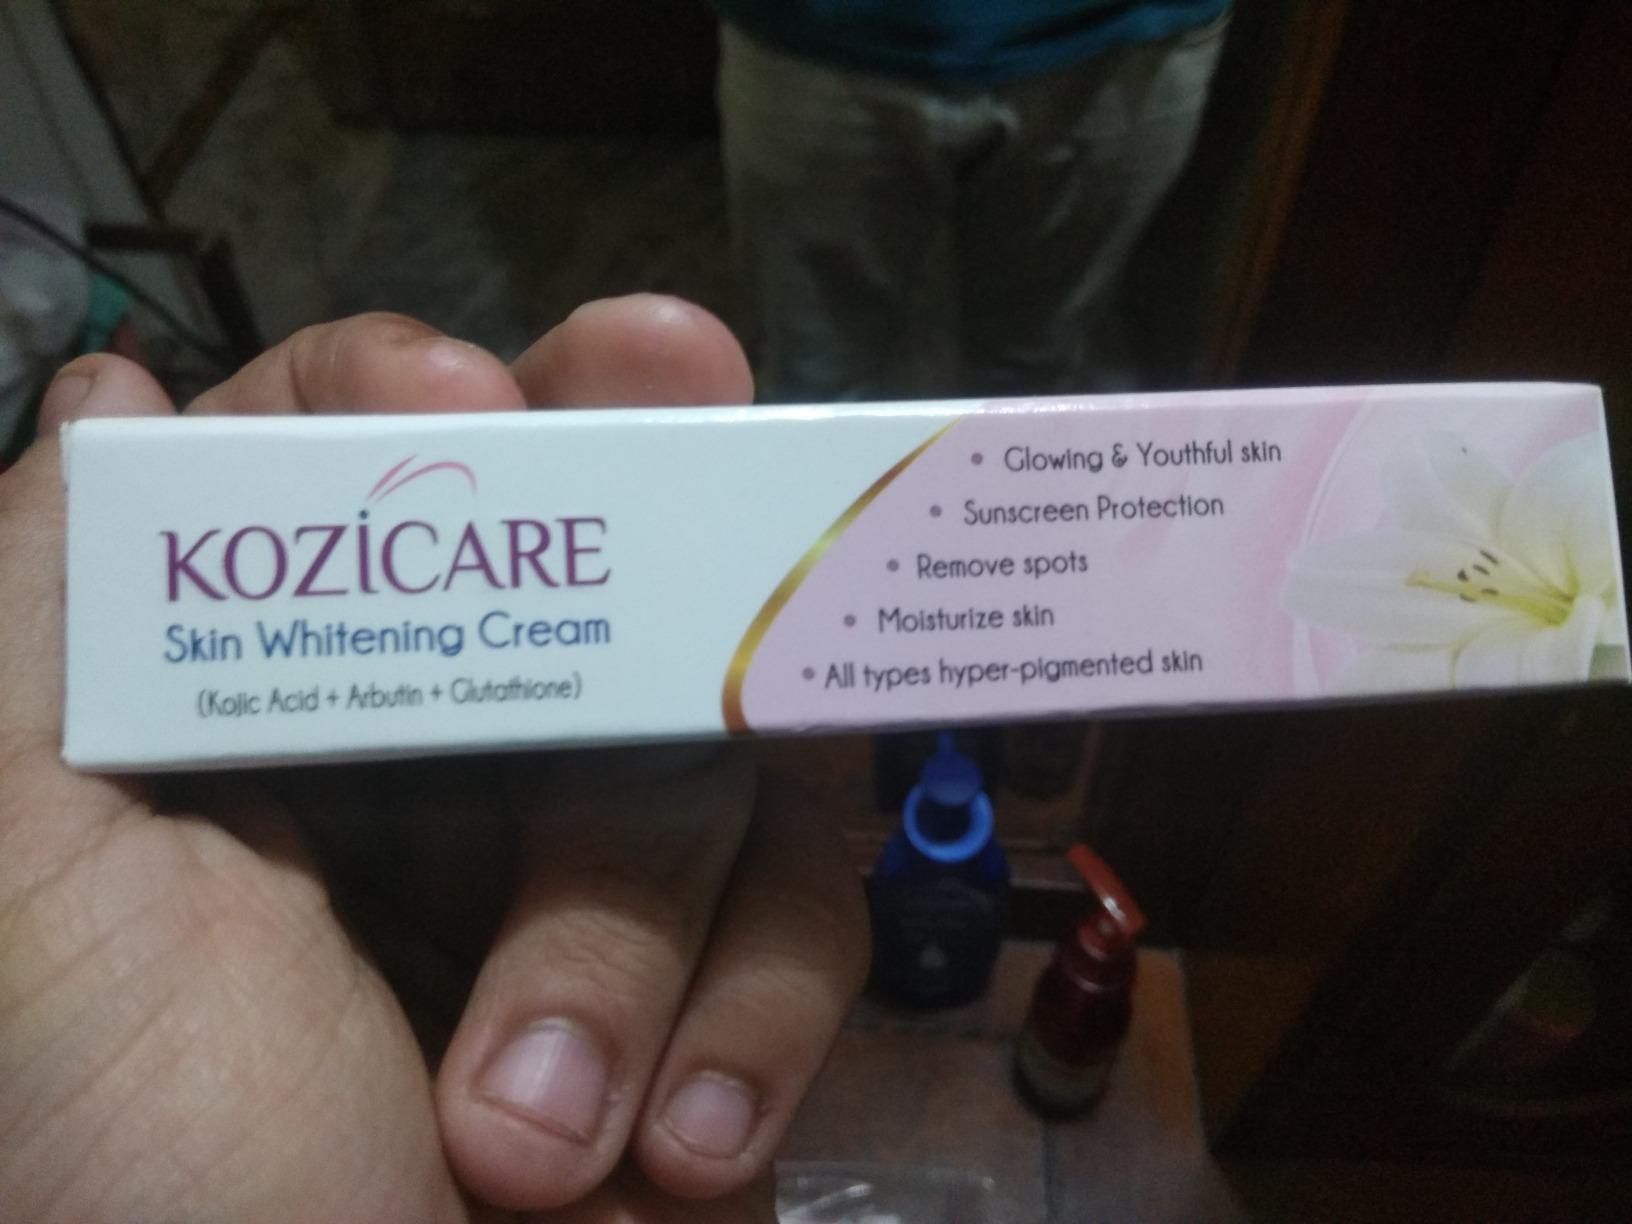 KOZiCARE
Skin Whitening Cream
(Kojic Acid + Arbutin + Glutathione)
• Glowing & Youthful skin
• Sunscreen Protection
• Remove spots
• Moisturize skin
• All types hyper-pigmented skin